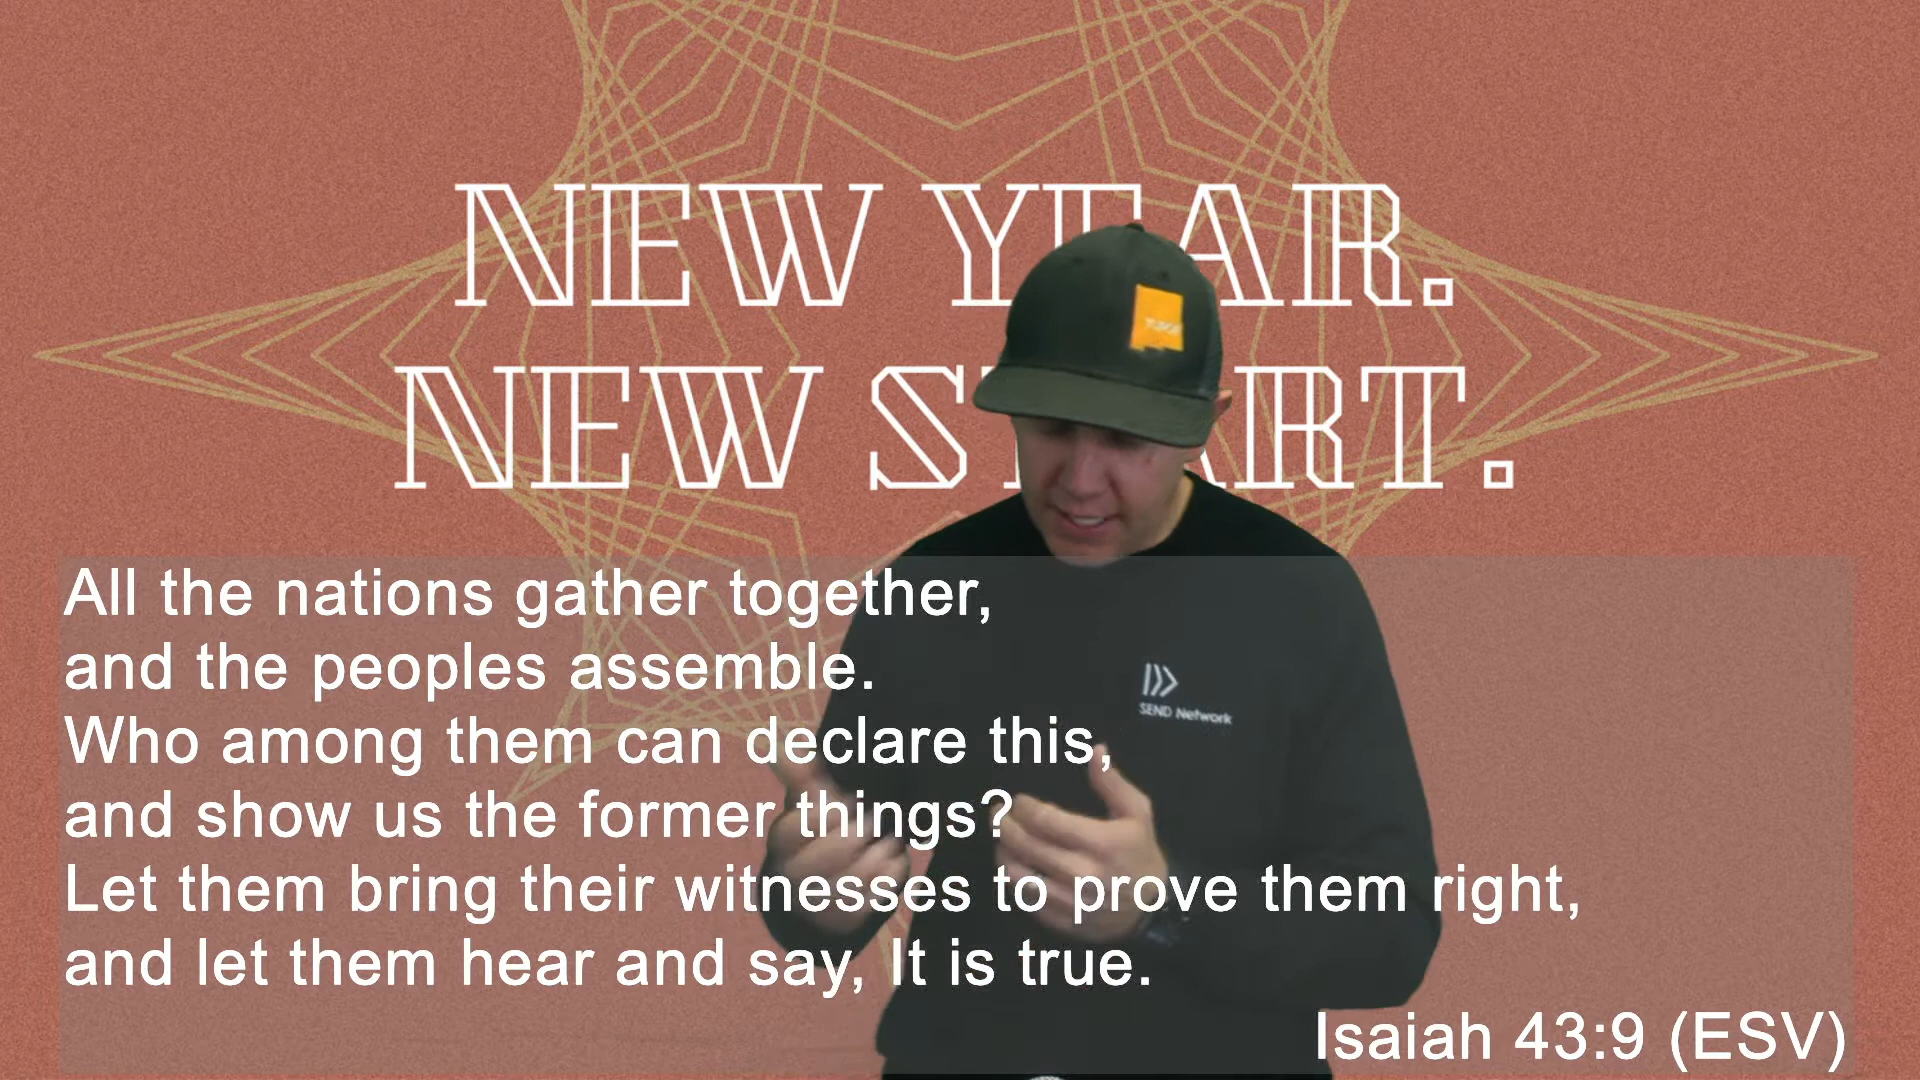 NEW YEAR.
NEW START.
All the nations gather together,
and the peoples assemble.
SEND Network
Who among them can declare this,
and show us the former things?
Let them bring their witnesses to prove them right,
and let them hear and say, It is true.
Isaiah 43:9 (ESV)